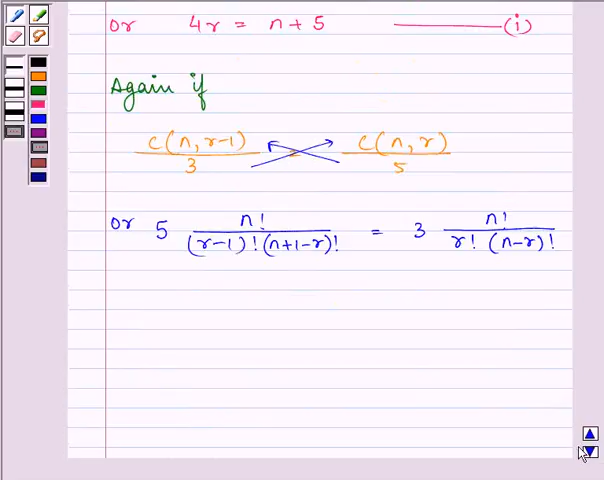 or 4r = n + 5 ———— (i)
Again if
C(n, r-1) / 3 = C(n, r) / 5
or 5 n! / (r-1)! (n+1-r)! = 3 n! / r! (n-r)!